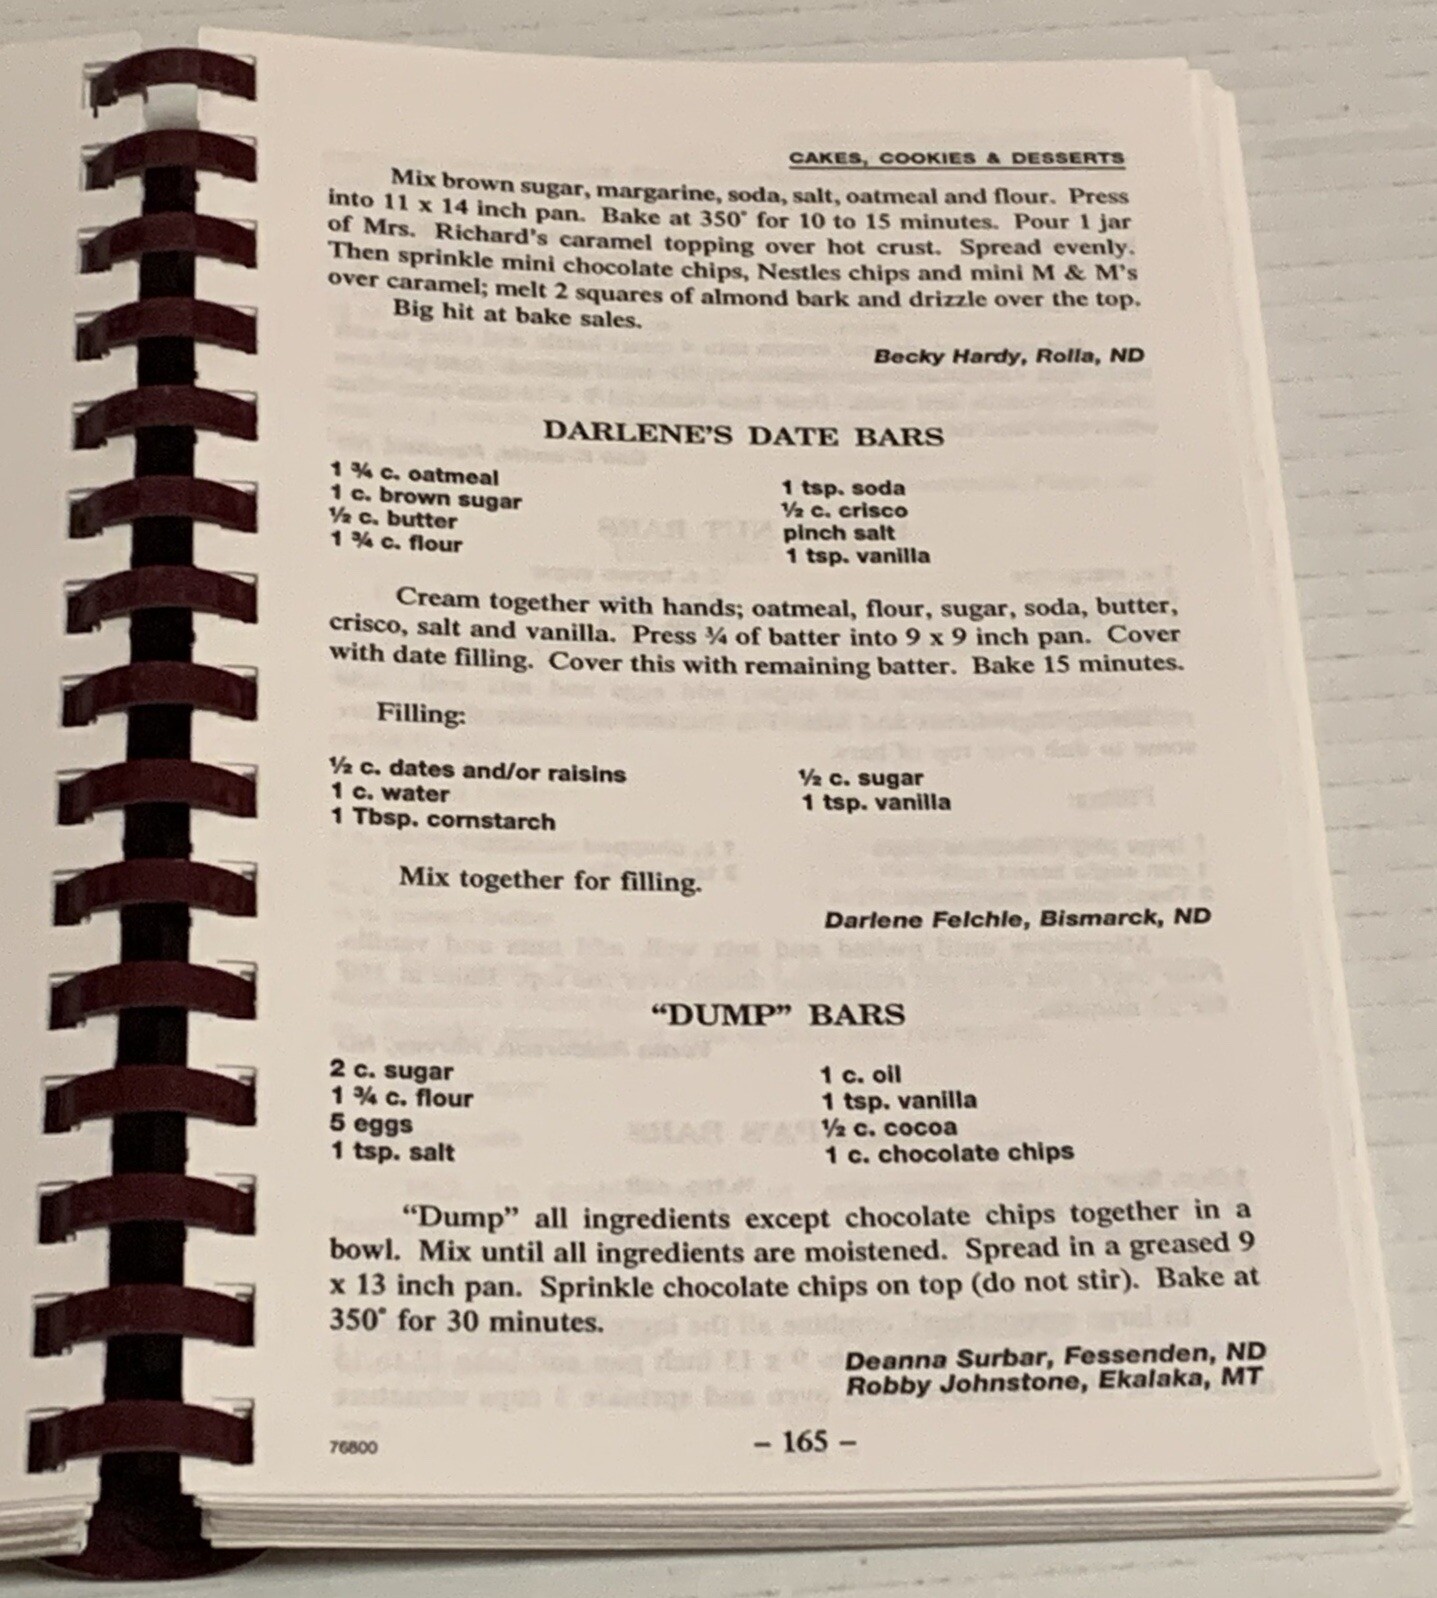 CAKES, COOKIES & DESSERTS
Mix brown sugar, margarine, soda, salt, oatmeal and flour. Press
into 11 x 14 inch pan. Bake at 350° for 10 to 15 minutes. Pour 1 jar
of Mrs. Richard's caramel topping over hot crust. Spread evenly.
Then sprinkle mini chocolate chips, Nestles chips and mini M & M's
over caramel; melt 2 squares of almond bark and drizzle over the top.
Big hit at bake sales.
Becky Hardy, Rolla, ND
DARLENE'S DATE BARS
1 ¾ c. oatmeal
1 c. brown sugar
½ c. butter
1 ¾ c. flour
1 tsp. soda
½ c. crisco
pinch salt
1 tsp. vanilla
Cream together with hands; oatmeal, flour, sugar, soda, butter,
crisco, salt and vanilla. Press ¾ of batter into 9 x 9 inch pan. Cover
with date filling. Cover this with remaining batter. Bake 15 minutes.
Filling:
½ c. dates and/or raisins
1 c. water
1 Tbsp. cornstarch
½ c. sugar
1 tsp. vanilla
Mix together for filling.
Darlene Felchle, Bismarck, ND
“DUMP” BARS
2 c. sugar
1 ¾ c. flour
5 eggs
1 tsp. salt
1 c. oil
1 tsp. vanilla
½ c. cocoa
1 c. chocolate chips
“Dump” all ingredients except chocolate chips together in a
bowl. Mix until all ingredients are moistened. Spread in a greased 9
x 13 inch pan. Sprinkle chocolate chips on top (do not stir). Bake at
350° for 30 minutes.
Deanna Surbar, Fessenden, ND
Robby Johnstone, Ekalaka, MT
76800
– 165 –